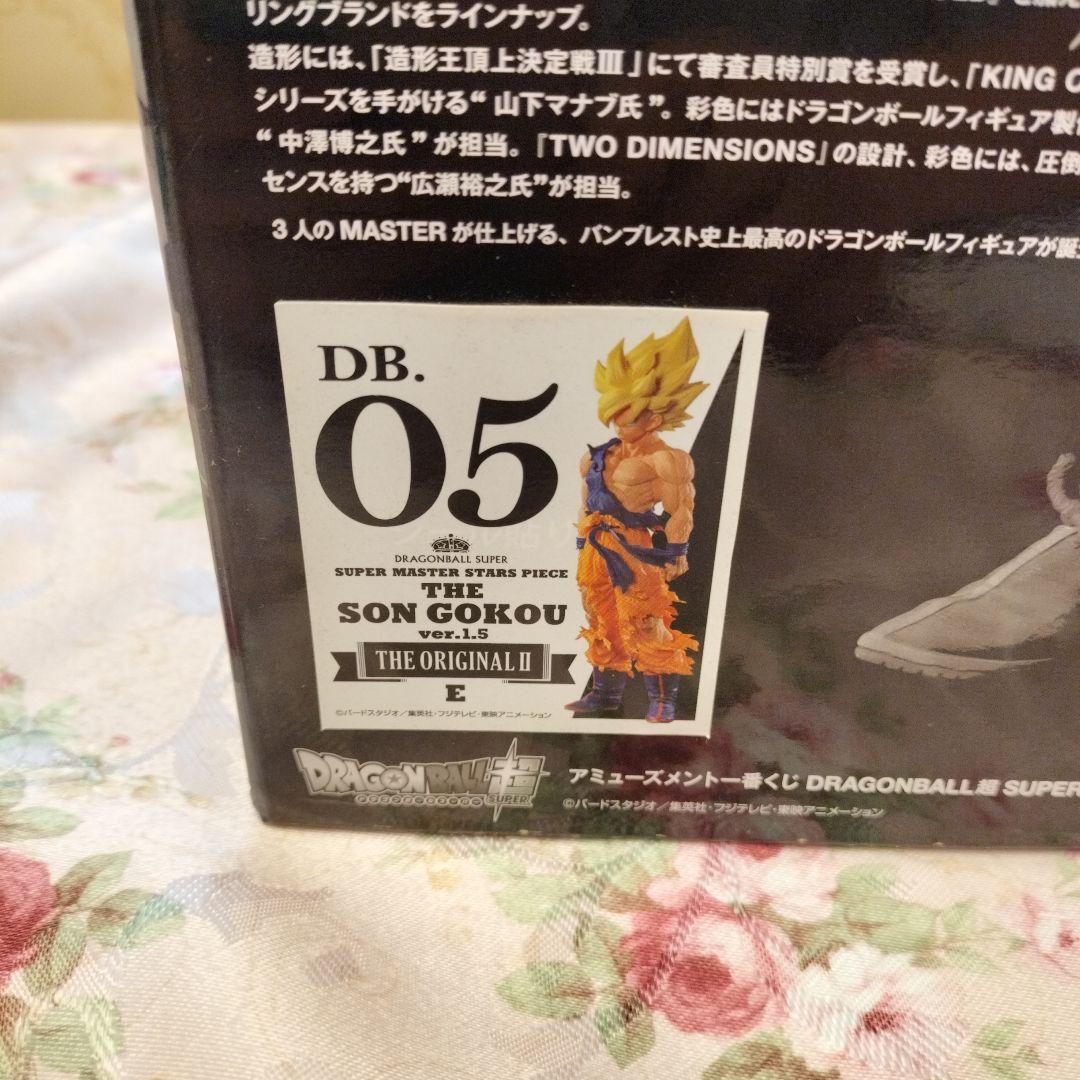 リングブランドをラインナップ。
造形には、「造形王頂上決定戦Ⅲ」にて審査員特別賞を受賞し、「KING O
シリーズを手がける“山下マナブ氏”。彩色にはドラゴンボールフィギュア製
“中澤博之氏”が担当。『TWO DIMENSIONS』の設計、彩色には、圧倒
センスを持つ“広瀬裕之氏”が担当。
3人のMASTERが仕上げる、バンプレスト史上最高のドラゴンボールフィギュアが誕
DB.
05
DRAGONBALL SUPER
SUPER MASTER STARS PIECE
THE
SON GOKOU
ver.1.5
THE ORIGINAL Ⅱ
E
©バードスタジオ／集英社・フジテレビ・東映アニメーション
DRAGONBALL超
SUPER
アミューズメント一番くじ DRAGONBALL超 SUPER
©バードスタジオ／集英社・フジテレビ・東映アニメーション